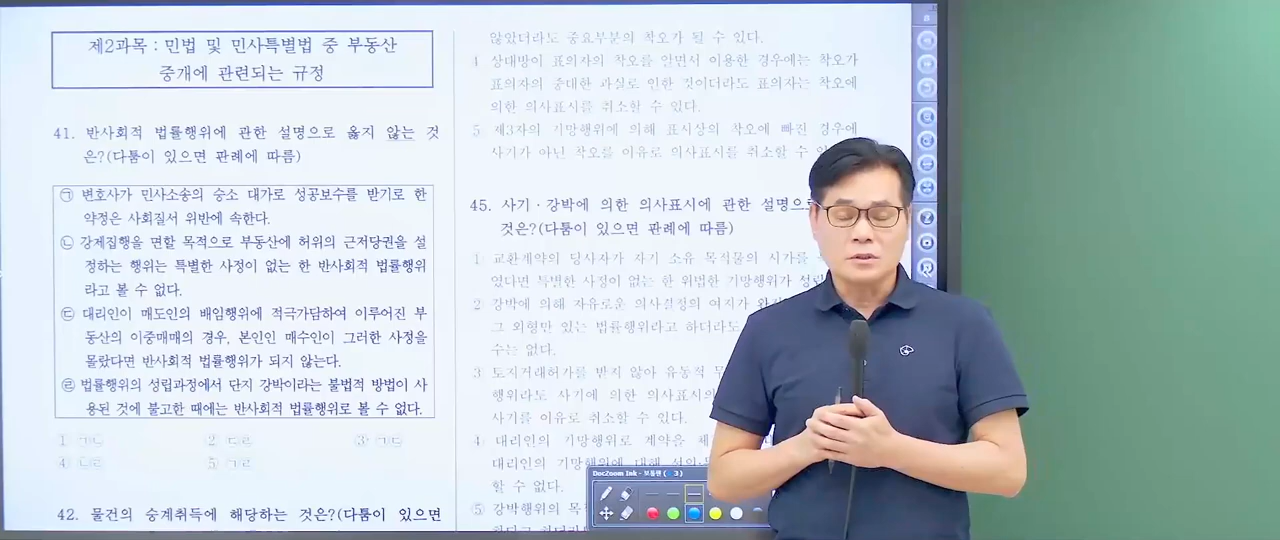 제2과목 : 민법 및 민사특별법 중 부동산
중개에 관련되는 규정
41. 반사회적 법률행위에 관한 설명으로 옳지 않는 것
은?(다툼이 있으면 판례에 따름)
㉠ 변호사가 민사소송의 승소 대가로 성공보수를 받기로 한
약정은 사회질서 위반에 속한다.
㉡ 강제집행을 면할 목적으로 부동산에 허위의 근저당권을 설
정하는 행위는 특별한 사정이 없는 한 반사회적 법률행위
라고 볼 수 없다.
㉢ 대리인이 매도인의 배임행위에 적극가담하여 이루어진 부
동산의 이중매매의 경우, 본인인 매수인이 그러한 사정을
몰랐다면 반사회적 법률행위가 되지 않는다.
㉣ 법률행위의 성립과정에서 단지 강박이라는 불법적 방법이 사
용된 것에 불고한 때에는 반사회적 법률행위로 볼 수 없다.
① ㄱㄴ ② ㄷㄹ ③ ㄱㄷ
④ ㄴㄹ ⑤ ㄱㄹ
42. 물건의 승계취득에 해당하는 것은?(다툼이 있으면
않았더라도 중요부분의 착오가 될 수 있다.
4 상대방이 표의자의 착오를 알면서 이용한 경우에는 착오가
표의자의 중대한 과실로 인한 것이더라도 표의자는 착오에
의한 의사표시를 취소할 수 있다.
5 제3자의 기망행위에 의해 표시상의 착오에 빠진 경우에
사기가 아닌 착오를 이유로 의사표시를 취소할 수
45. 사기 · 강박에 의한 의사표시에 관한 설명으로
것은?(다툼이 있으면 판례에 따름)
1 교환계약의 당사자가 자기 소유 목적물의 시가를
였다면 특별한 사정이 없는 한 위법한 기망행위가
2 강박에 의해 자유로운 의사결정의 여지가
그 외형만 있는 법률행위라고 하더라도
수는 없다.
3 토지거래허가를 받지 않아 유동적
행위라도 사기에 의한 의사표시의
사기를 이유로 취소할 수 있다.
4 대리인의 기망행위로 계약을
대리인의 기망행위에 대해
할 수 없다.
⑤ 강박행위의
DocZoom Ink - 보통펜 ( 3 )